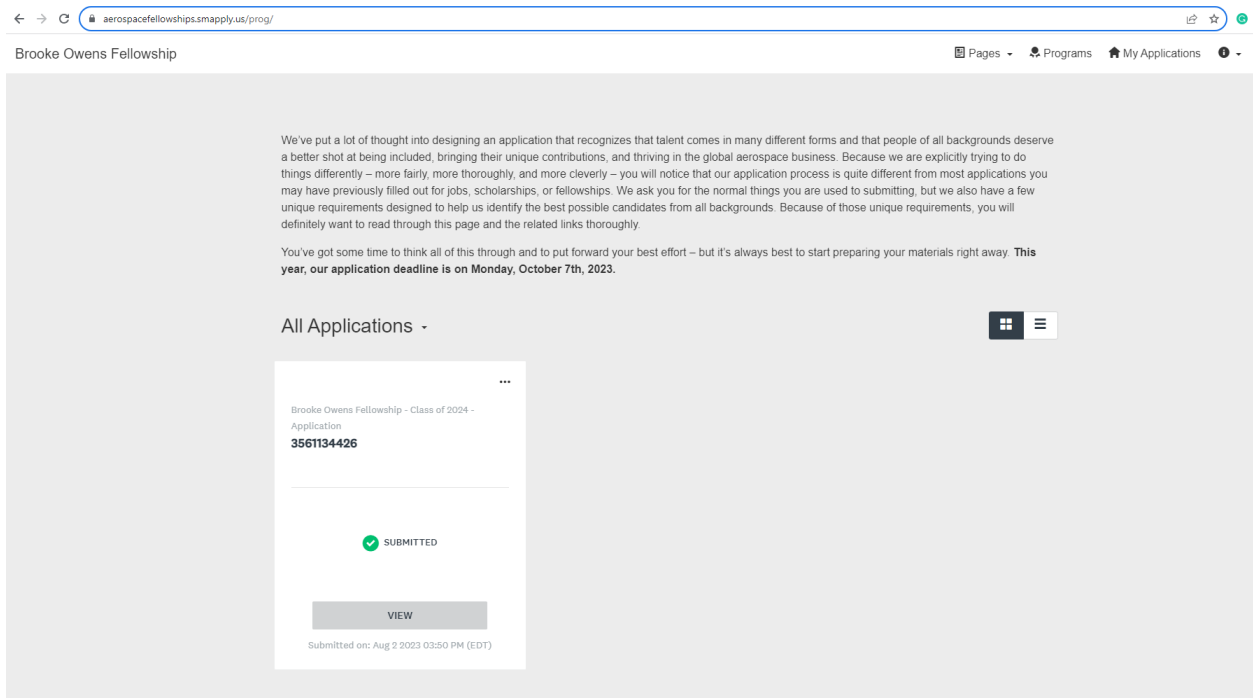 aerospacefellowships.smapply.us/prog/
Brooke Owens Fellowship
Pages
Programs
My Applications
We've put a lot of thought into designing an application that recognizes that talent comes in many different forms and that people of all backgrounds deserve
a better shot at being included, bringing their unique contributions, and thriving in the global aerospace business. Because we are explicitly trying to do
things differently – more fairly, more thoroughly, and more cleverly – you will notice that our application process is quite different from most applications you
may have previously filled out for jobs, scholarships, or fellowships. We ask you for the normal things you are used to submitting, but we also have a few
unique requirements designed to help us identify the best possible candidates from all backgrounds. Because of those unique requirements, you will
definitely want to read through this page and the related links thoroughly.
You've got some time to think all of this through and to put forward your best effort – but it's always best to start preparing your materials right away. This
year, our application deadline is on Monday, October 7th, 2023.
All Applications
Brooke Owens Fellowship - Class of 2024 -
Application
3561134426
SUBMITTED
VIEW
Submitted on: Aug 2 2023 03:50 PM (EDT)